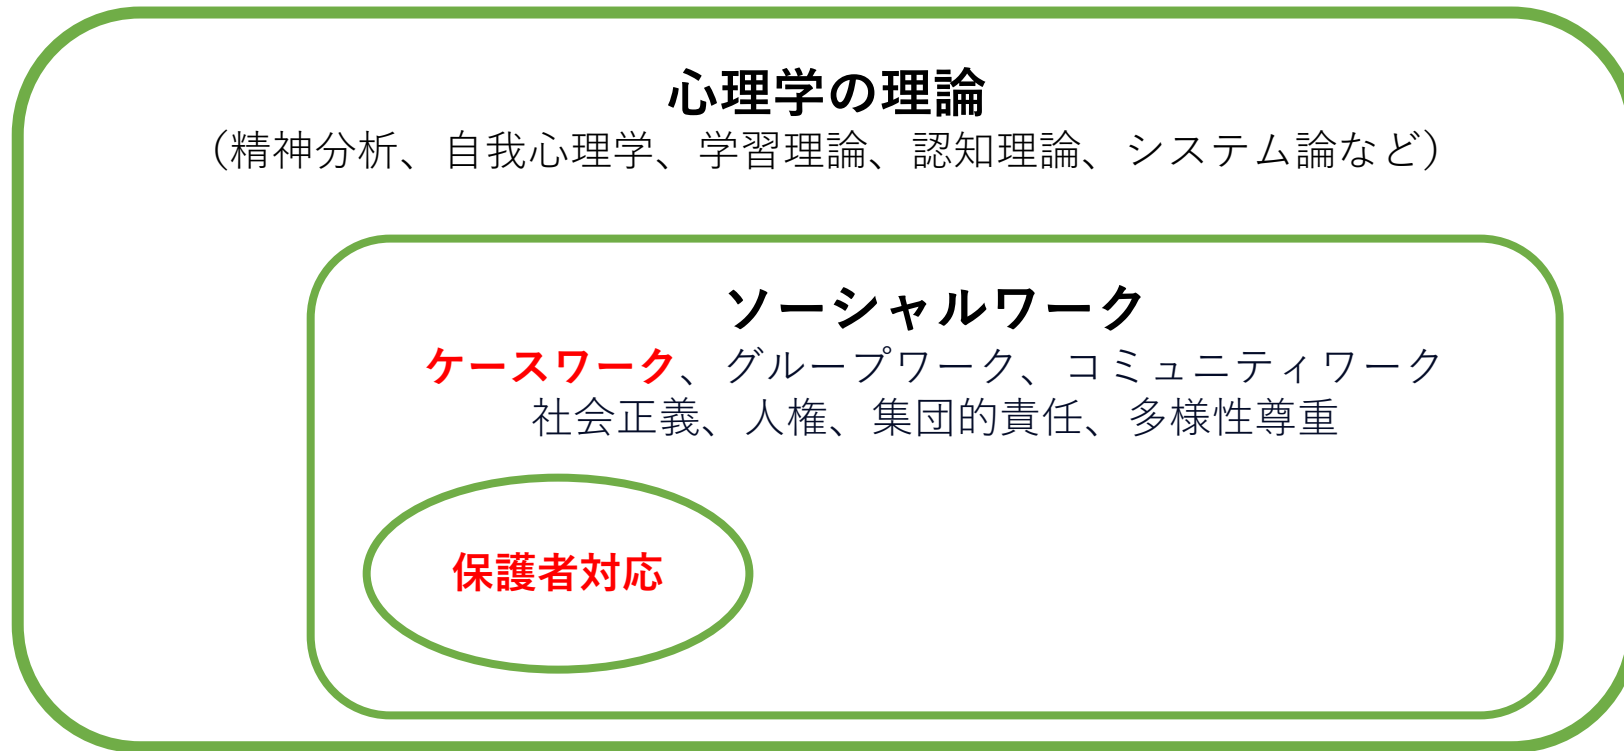 心理学の理論
（精神分析、自我心理学、学習理論、認知理論、システム論など）
ソーシャルワーク
ケースワーク、グループワーク、コミュニティワーク
社会正義、人権、集団的責任、多様性尊重
保護者対応